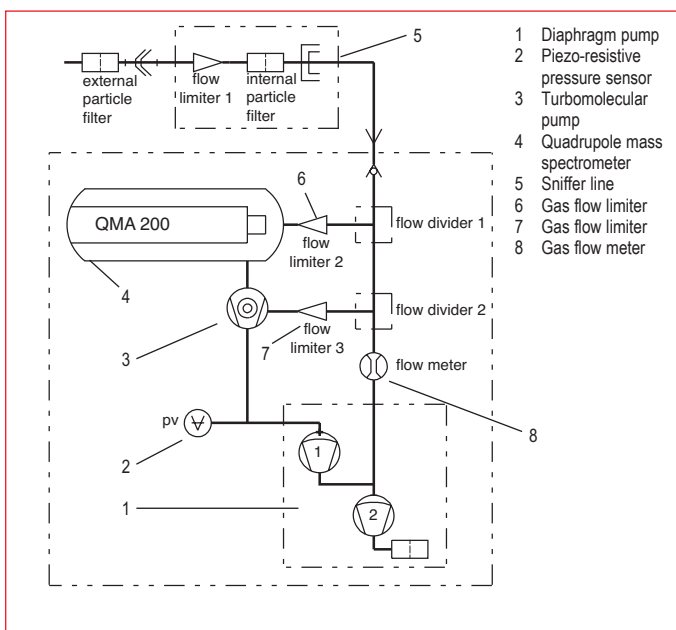 5
external
particle
filter
flow
limiter 1
internal
particle
filter
1 Diaphragm pump
2 Piezo-resistive
pressure sensor
3 Turbomolecular
pump
4 Quadrupole mass
spectrometer
5 Sniffer line
6 Gas flow limiter
7 Gas flow limiter
8 Gas flow meter
6
QMA 200
flow divider 1
flow
limiter 2
4
flow divider 2
3
7
flow
limiter 3
flow meter
8
pv
2
1
1
2